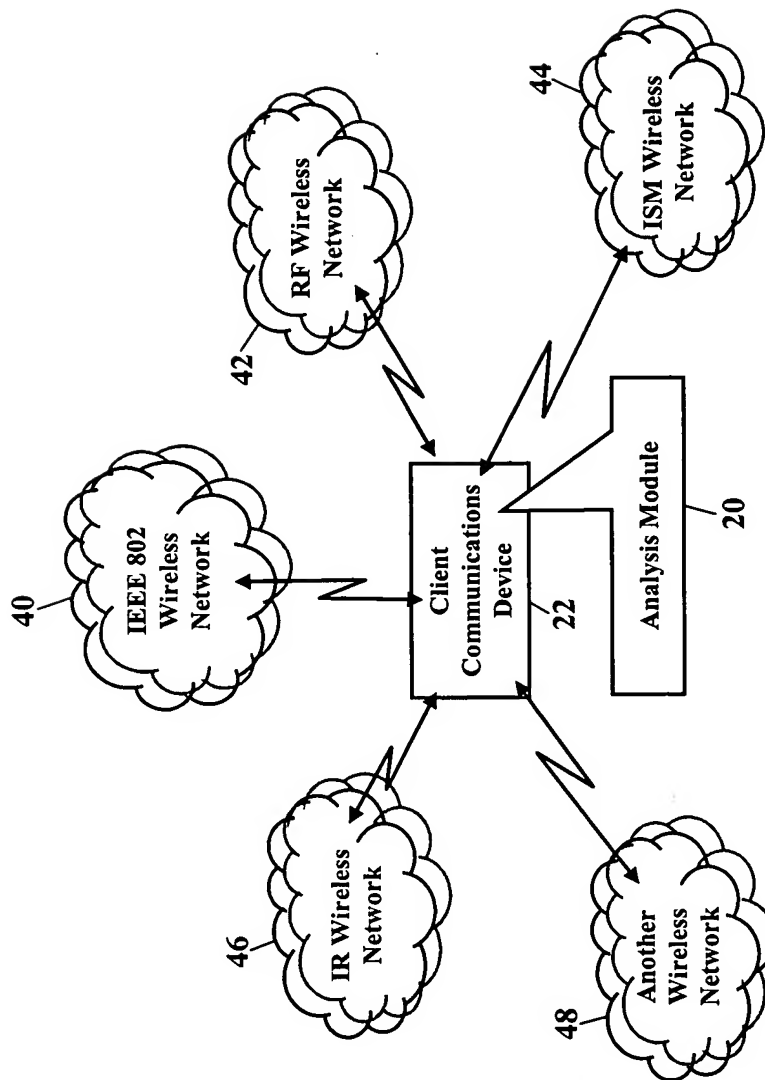 40
IEEE 802
Wireless
Network
42
RF Wireless
Network
44
ISM Wireless
Network
46
IR Wireless
Network
48
Another
Wireless
Network
Client
Communications
Device
22
Analysis Module
20